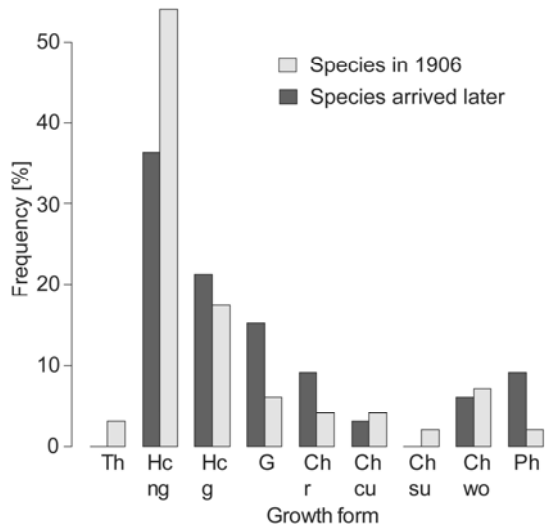 50
40
30
20
10
0
Frequency [%]
Species in 1906
Species arrived later
Th Hc Hc G Ch Ch Ch Ch Ph
ng g r cu su wo
Growth form